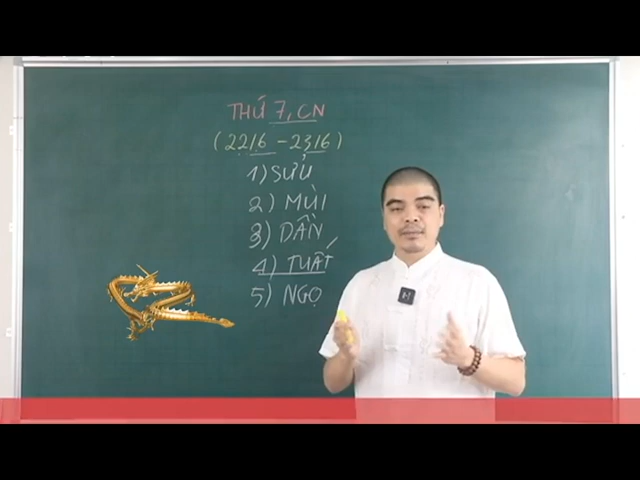 THỨ 7, CN
(22/6 - 23/6)
1) SỬU
2) MÙI
3) DẦN
4) TUẤT
5) NGỌ